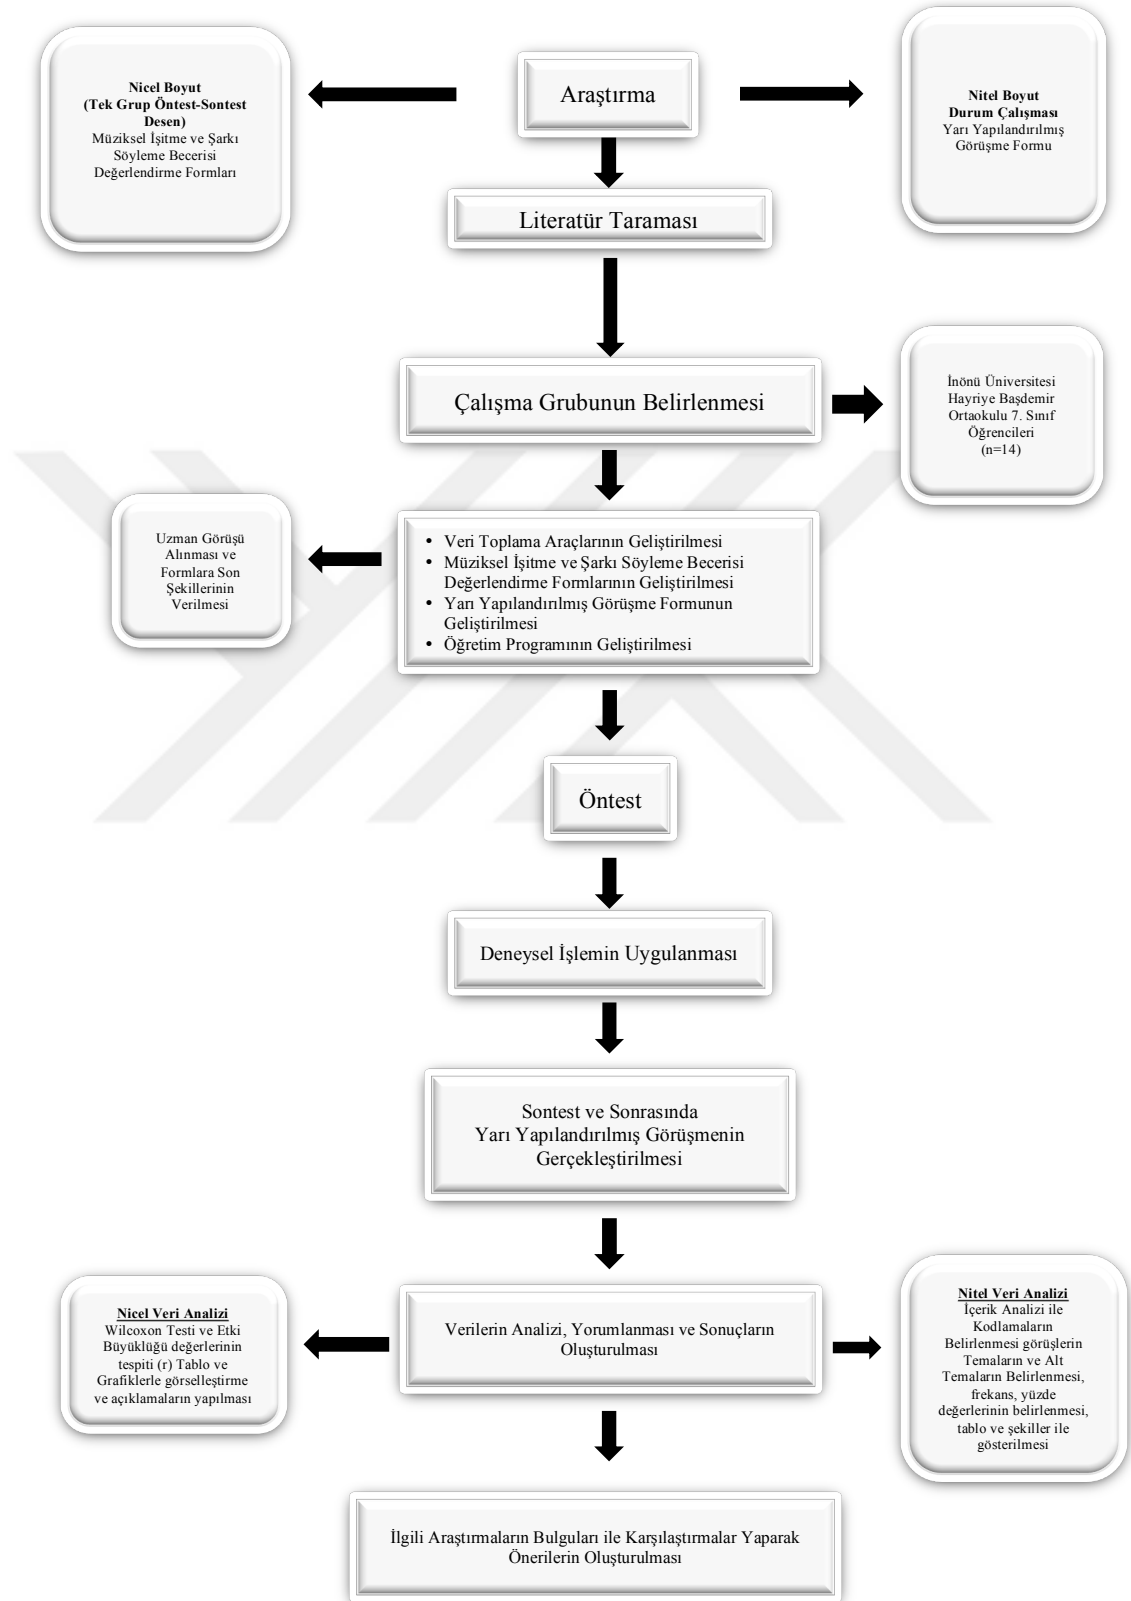 Nicel Boyut
(Tek Grup Öntest-Sontest
Desen)
Müziksel İşitme ve Şarkı
Söyleme Becerisi
Değerlendirme Formları
Araştırma
Nitel Boyut
Durum Çalışması
Yarı Yapılandırılmış
Görüşme Formu
Literatür Taraması
Çalışma Grubunun Belirlenmesi
İnönü Üniversitesi
Hayriye Başdemir
Ortaokulu 7. Sınıf
Öğrencileri
(n=14)
Uzman Görüşü
Alınması ve
Formlara Son
Şekillerinin
Verilmesi
• Veri Toplama Araçlarının Geliştirilmesi
• Müziksel İşitme ve Şarkı Söyleme Becerisi
Değerlendirme Formlarının Geliştirilmesi
• Yarı Yapılandırılmış Görüşme Formunun
Geliştirilmesi
• Öğretim Programının Geliştirilmesi
Öntest
Deneysel İşlemin Uygulanması
Sontest ve Sonrasında
Yarı Yapılandırılmış Görüşmenin
Gerçekleştirilmesi
Nicel Veri Analizi
Wilcoxon Testi ve Etki
Büyüklüğü değerlerinin
tespiti (r) Tablo ve
Grafiklerle görselleştirme
ve açıklamaların yapılması
Verilerin Analizi, Yorumlanması ve Sonuçların
Oluşturulması
Nitel Veri Analizi
İçerik Analizi ile
Kodlamaların
Belirlenmesi görüşlerin
Temaların ve Alt
Temaların Belirlenmesi,
frekans, yüzde
değerlerinin belirlenmesi,
tablo ve şekiller ile
gösterilmesi
İlgili Araştırmaların Bulguları ile Karşılaştırmalar Yaparak
Önerilerin Oluşturulması